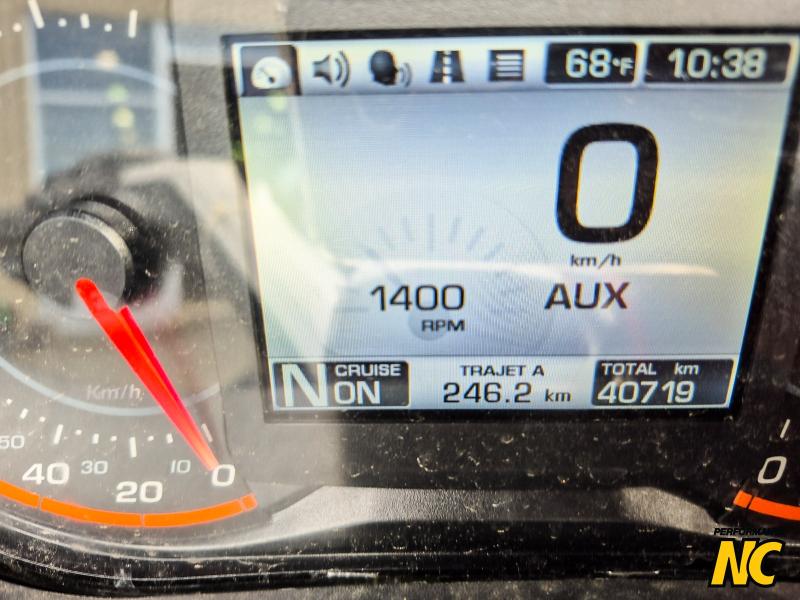 68°F
10:38
0
km/h
1400
RPM
AUX
N
CRUISE
ON
TRAJET A
246.2 km
TOTAL km
40719
Km/h
50
40
30
20
10
0
0
NC